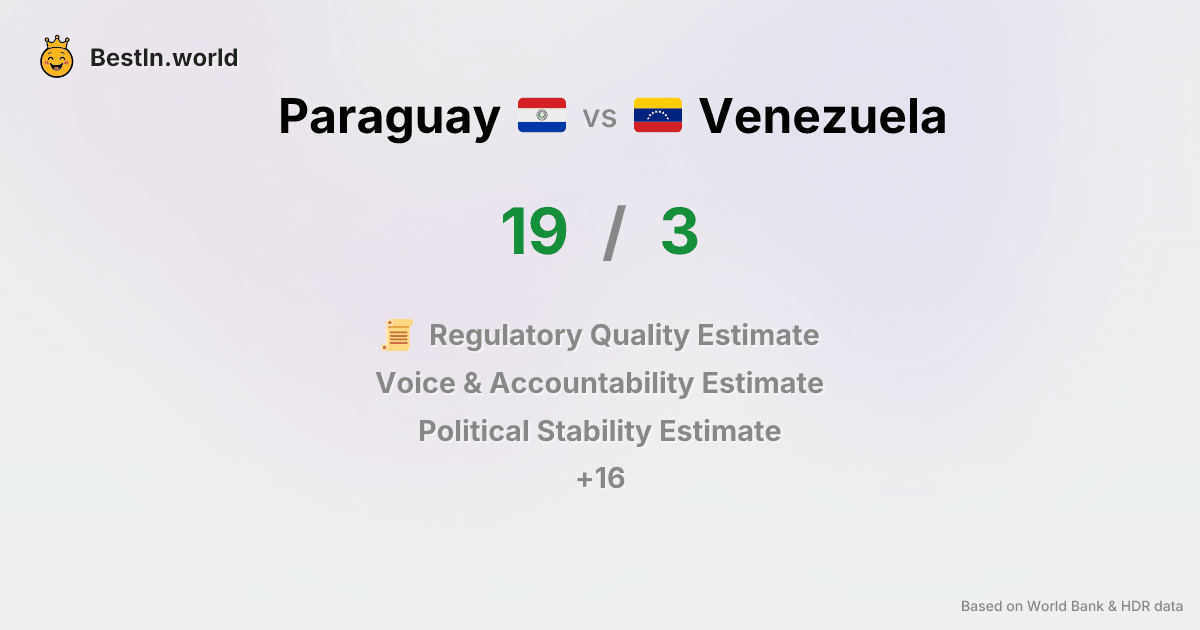 BestIn.world
Paraguay vs Venezuela
19 / 3
Regulatory Quality Estimate
Voice & Accountability Estimate
Political Stability Estimate
+16
Based on World Bank & HDR data